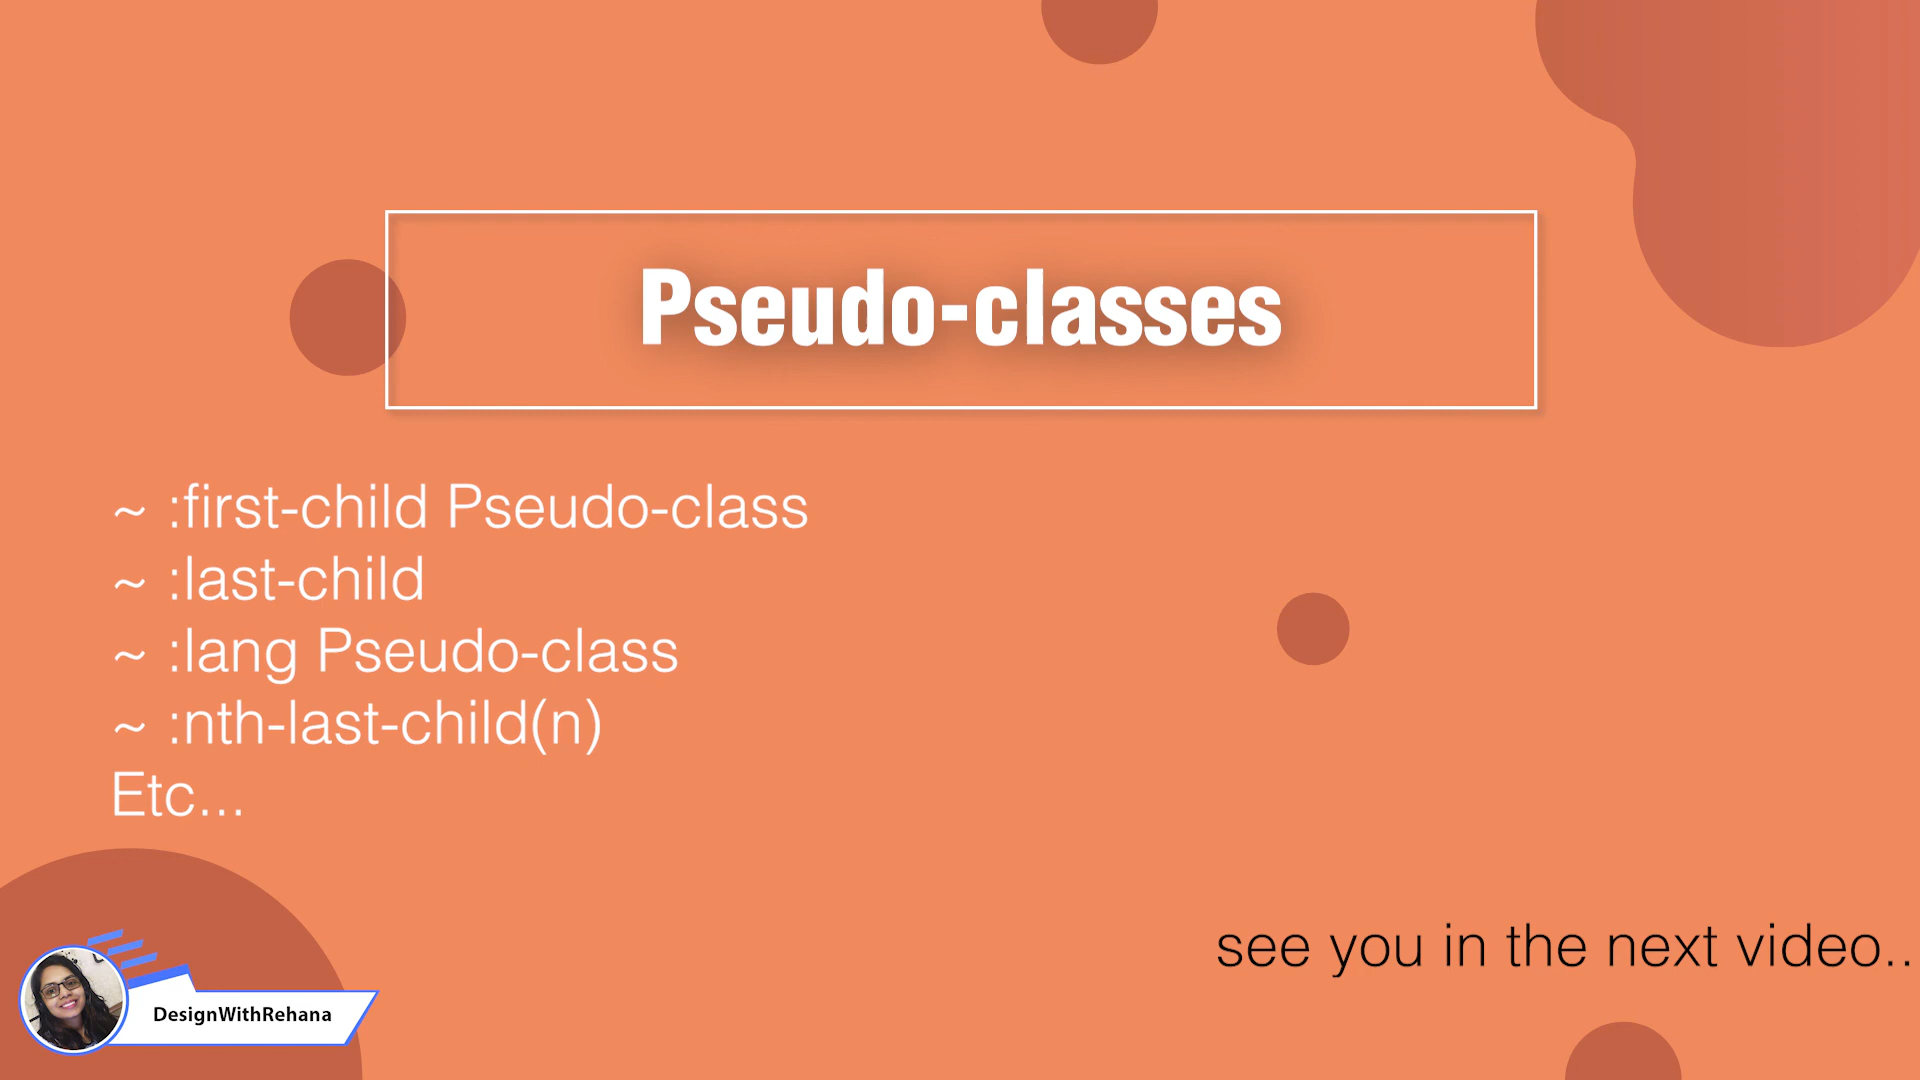 Pseudo-classes
~ :first-child Pseudo-class
~ :last-child
~ :lang Pseudo-class
~ :nth-last-child(n)
Etc...
see you in the next video..
DesignWithRehana